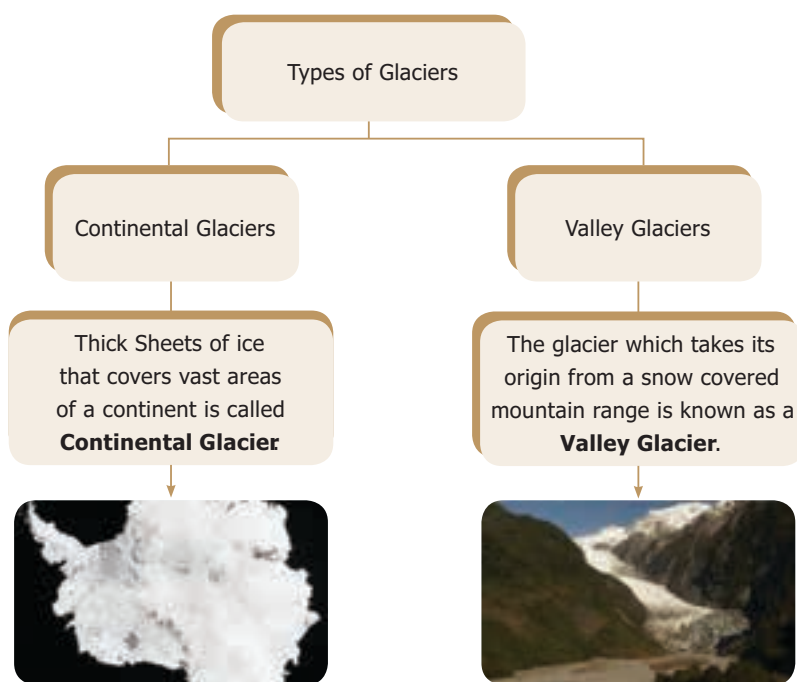 Types of Glaciers
Continental Glaciers
Valley Glaciers
Thick Sheets of ice
that covers vast areas
of a continent is called
Continental Glacier.
The glacier which takes its
origin from a snow covered
mountain range is known as a
Valley Glacier.